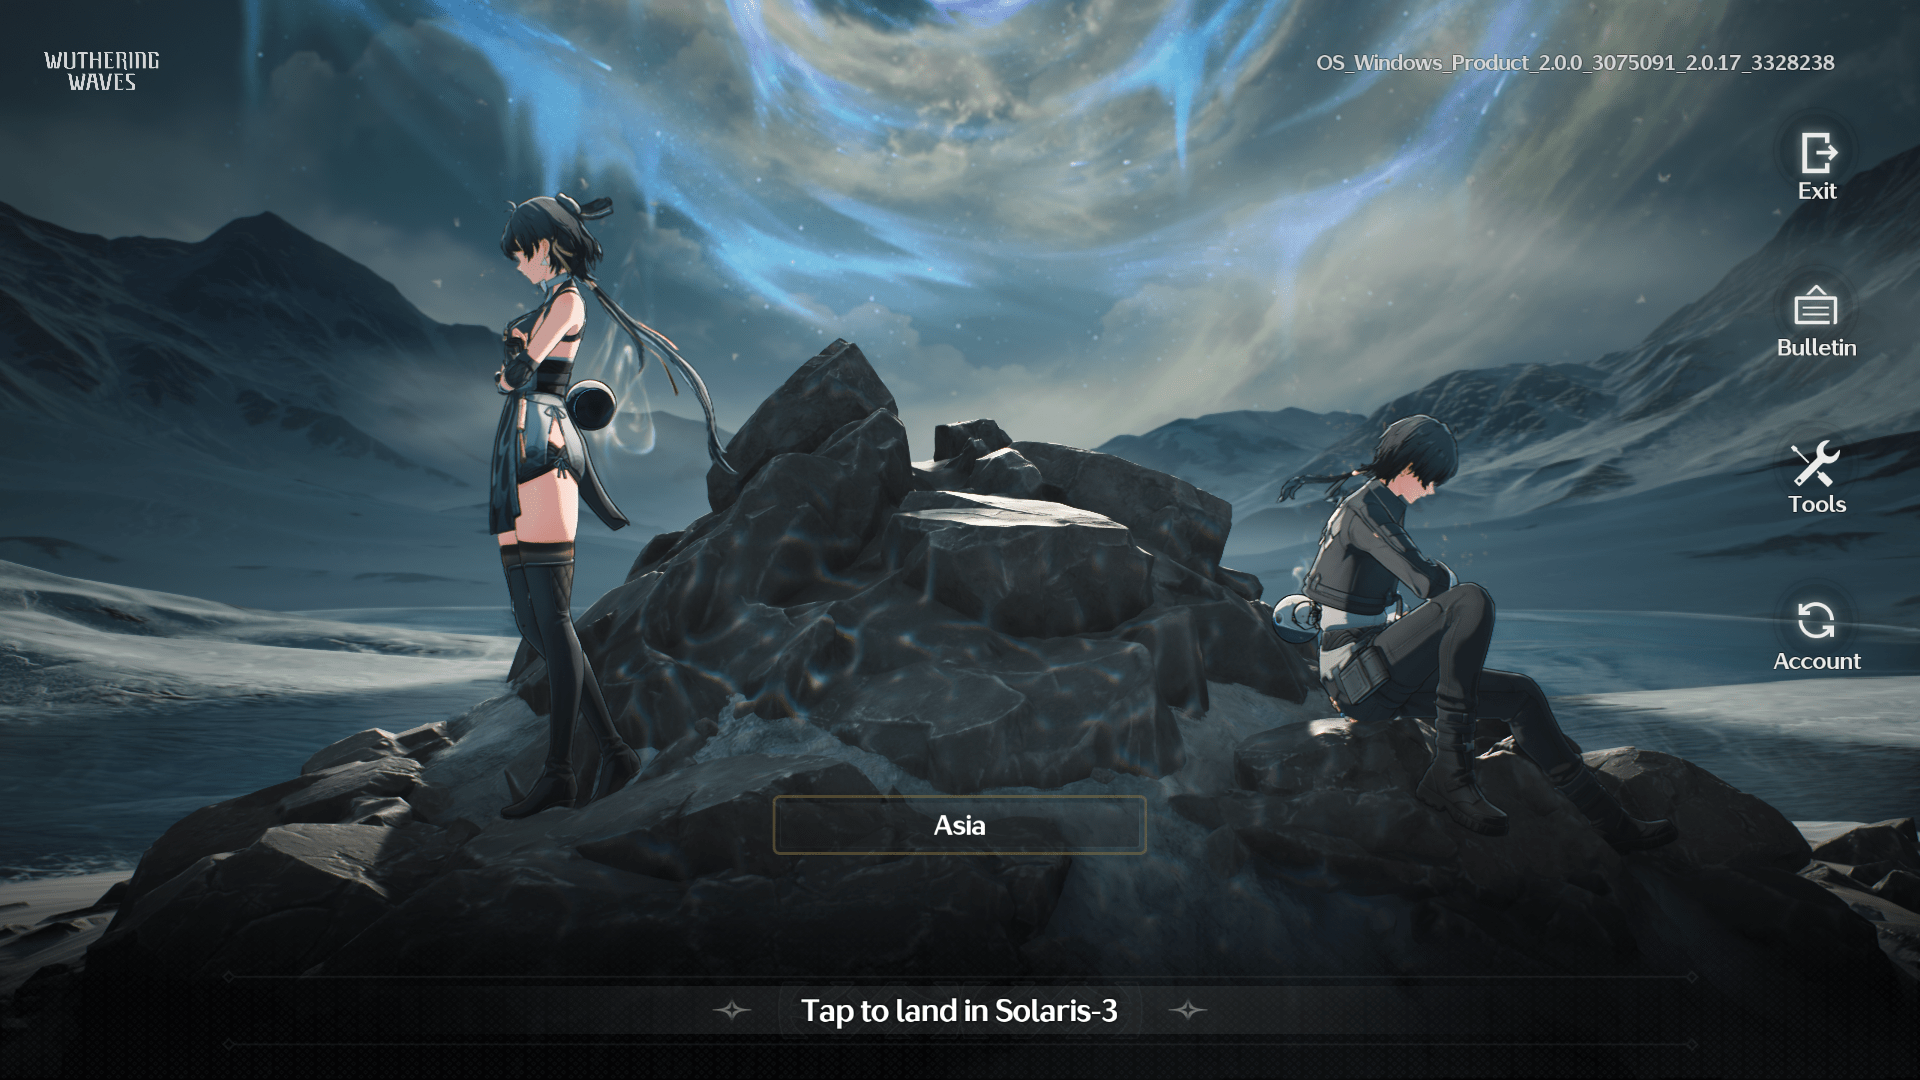 WUTHERING
WAVES
OS_Windows_Product_2.0.0_3075091_2.0.17_3328238
Exit
Bulletin
Tools
Account
Asia
Tap to land in Solaris-3